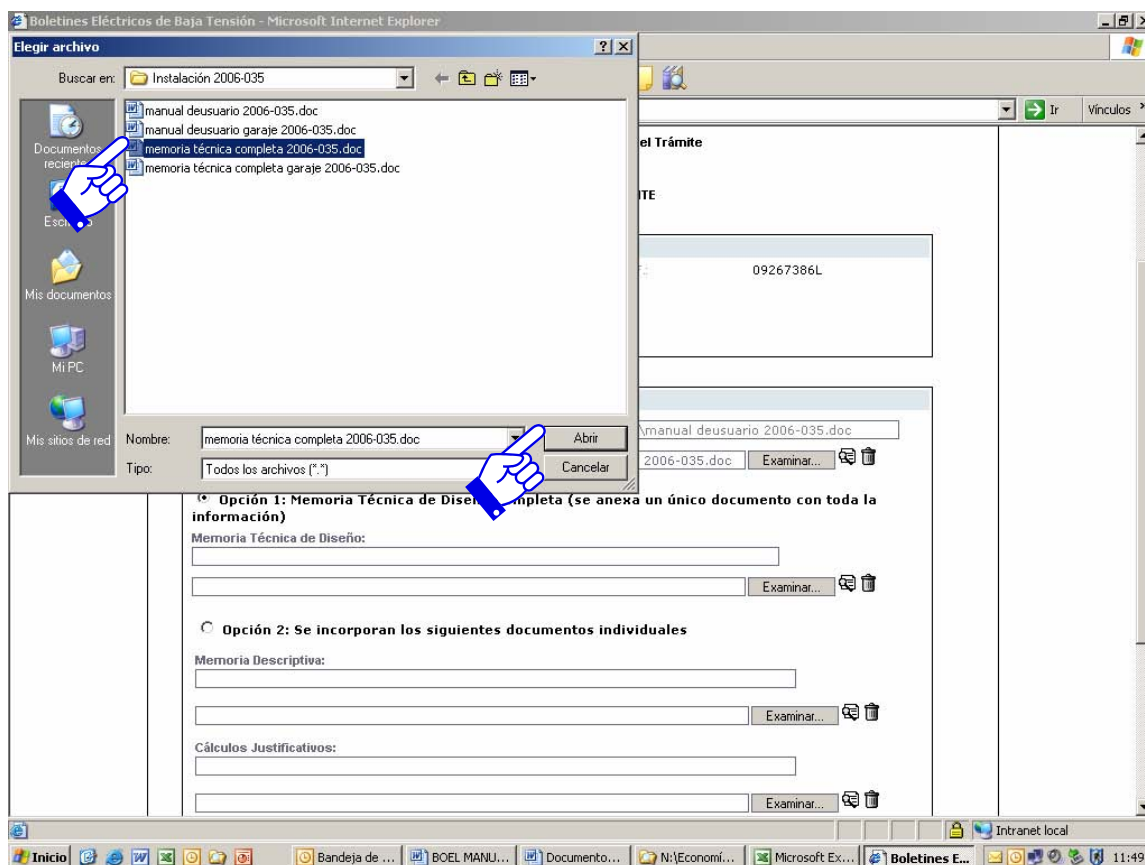 Boletines Eléctricos de Baja Tensión - Microsoft Internet Explorer
Elegir archivo
Buscar en:
Instalación 2006-035
manual deusuario 2006-035.doc
manual deusuario garaje 2006-035.doc
memoria técnica completa 2006-035.doc
memoria técnica completa garaje 2006-035.doc
Documentos
Mis documentos
Mi PC
Mis sitios de red
Nombre:
memoria técnica completa 2006-035.doc
Abrir
Tipo:
Todos los archivos (*.*)
Cancelar
Ir
Vínculos
el Trámite
ITE
09267386L
\manual deusuario 2006-035.doc
2006-035.doc
Examinar...
Opción 1: Memoria Técnica de (se anexa un único documento con toda la
información)
Memoria Técnica de Diseño:
Examinar...
Opción 2: Se incorporan los siguientes documentos individuales
Memoria Descriptiva:
Examinar...
Cálculos Justificativos:
Examinar...
Intranet local
Inicio
Bandeja de ...
BOEL MANU...
Documento...
N:\Economí...
Microsoft Ex...
Boletines E...
11:49